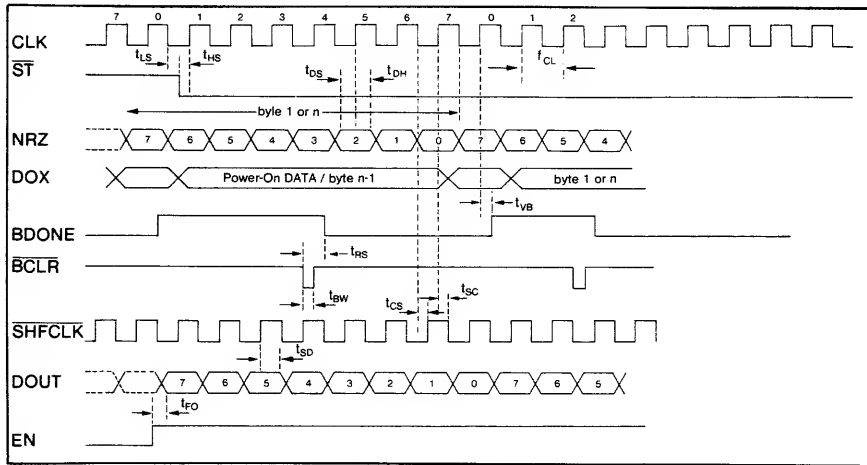 7 0 1 2 3 4 5 6 7 0 1 2
CLK
tLS tHS tDS tDH fCL
ST
byte 1 or n
NRZ 7 6 5 4 3 2 1 0 7 6 5 4
DOX Power-On DATA / byte n-1 byte 1 or n
tVB
BDONE
tRS
BCLR
tBW tCS tSC
SHFCLK
tSD
DOUT 7 6 5 4 3 2 1 0 7 6 5
tFO
EN